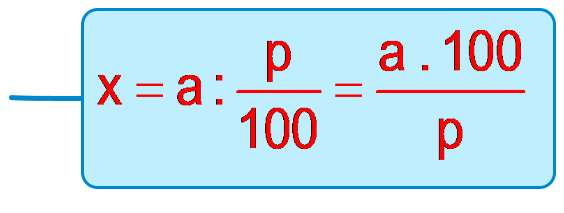 x = a : p/100 = a . 100/p